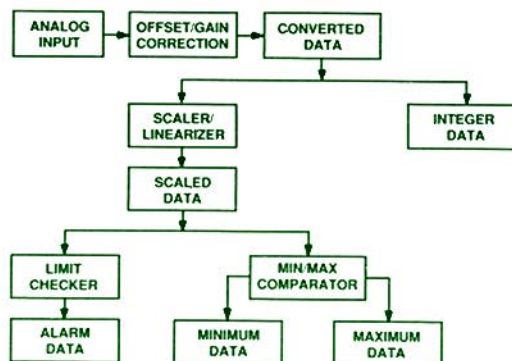 ANALOG
INPUT
OFFSET/GAIN
CORRECTION
CONVERTED
DATA
SCALER/
LINEARIZER
INTEGER
DATA
SCALED
DATA
LIMIT
CHECKER
MIN/MAX
COMPARATOR
ALARM
DATA
MINIMUM
DATA
MAXIMUM
DATA